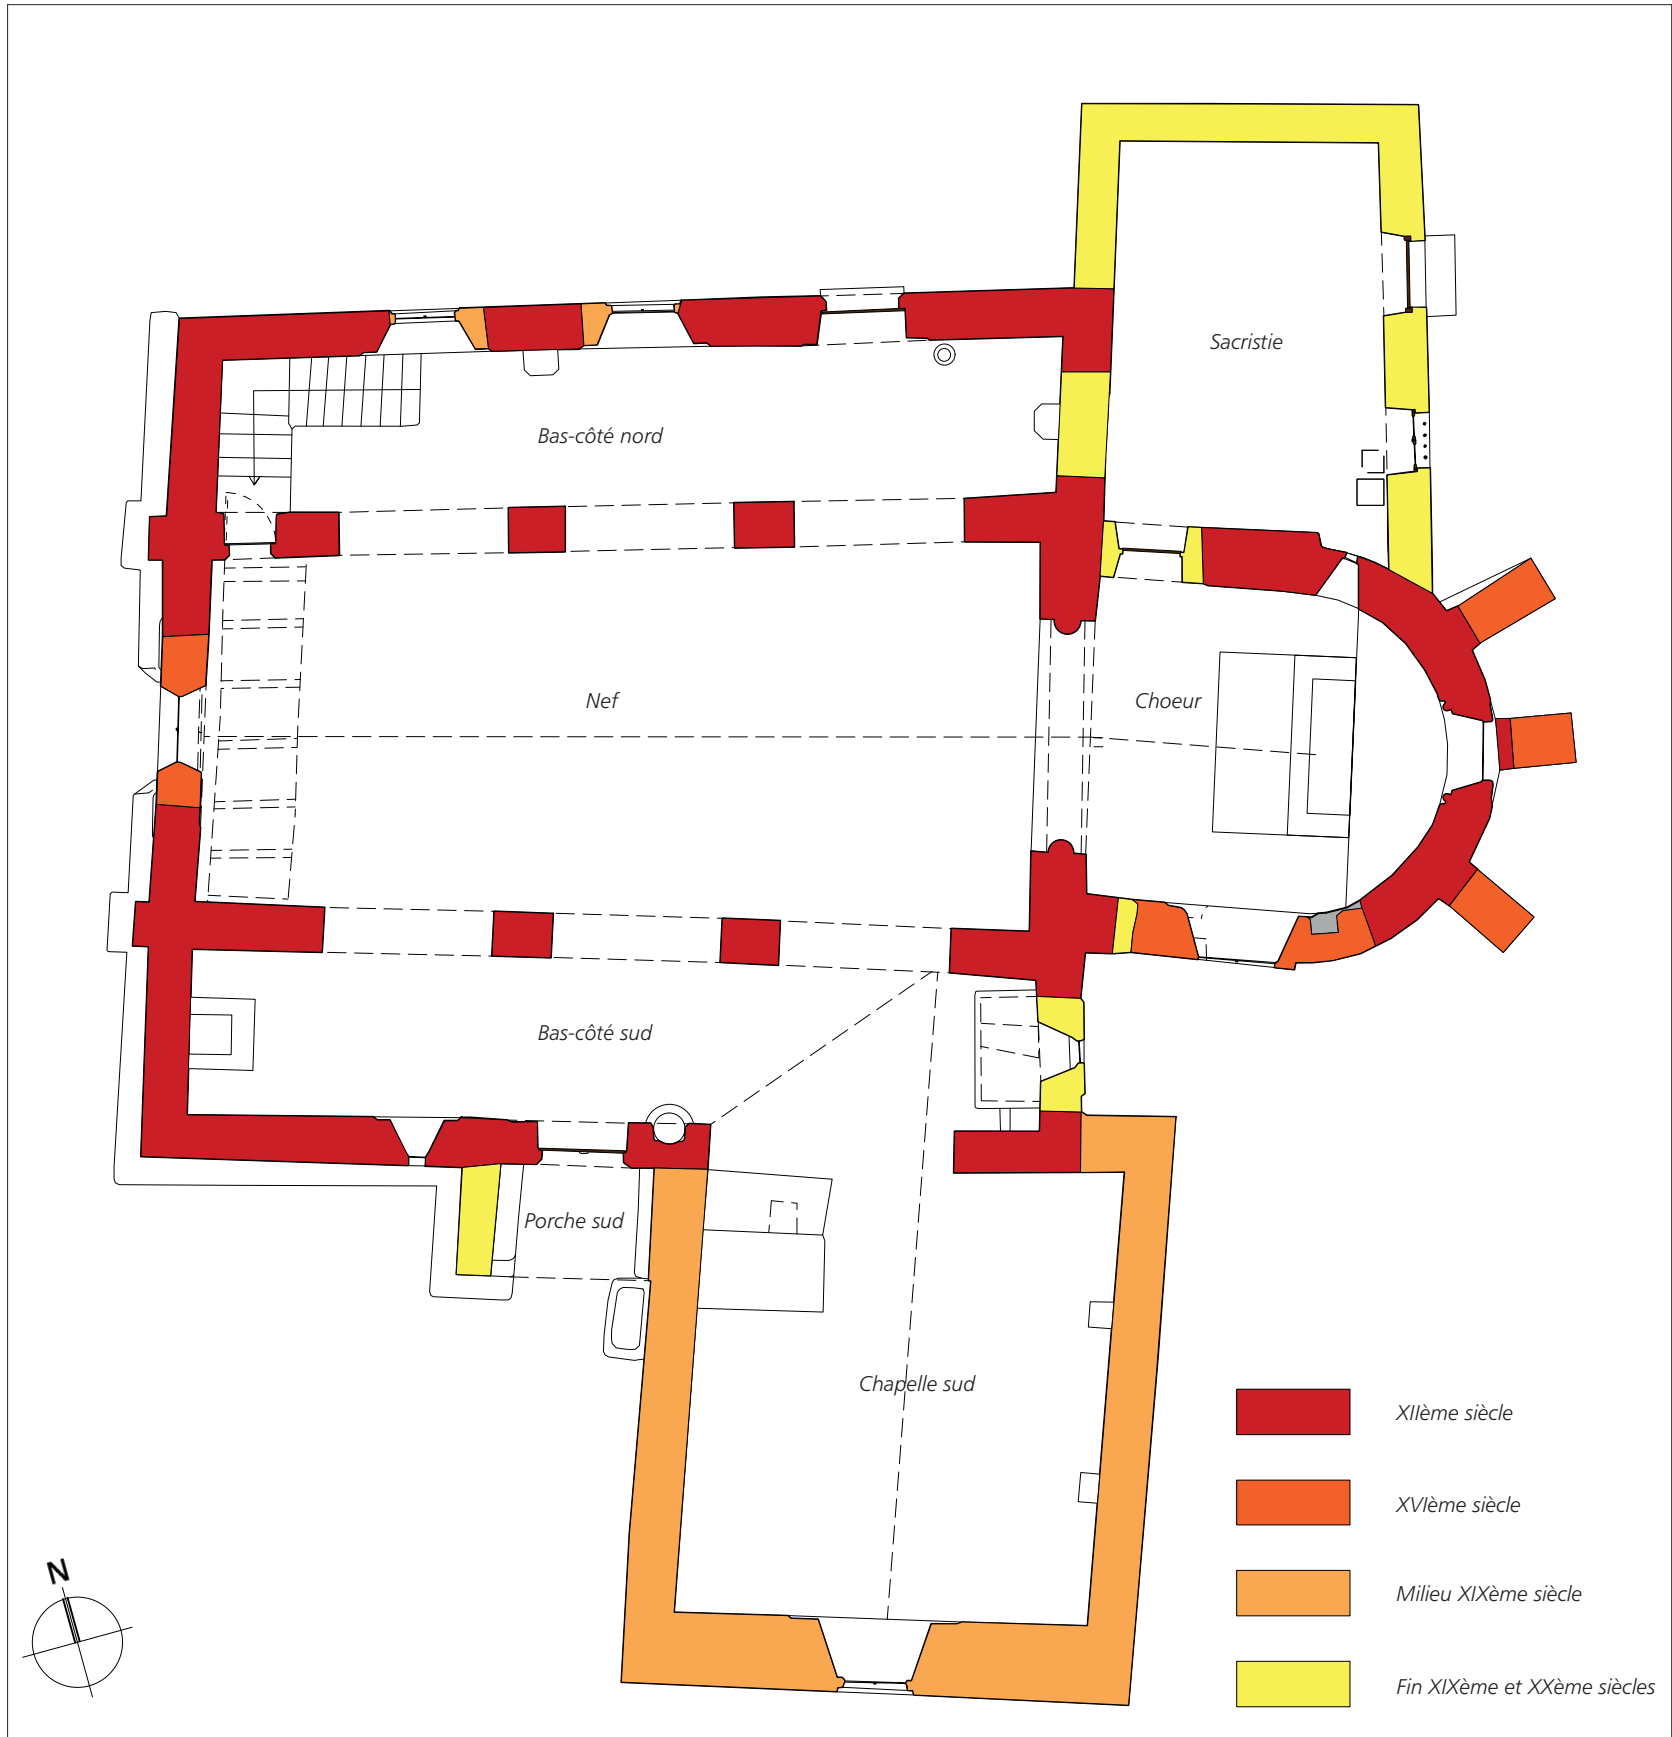 Sacristie
Bas-côté nord
Nef
Choeur
Bas-côté sud
Porche sud
Chapelle sud
XIIème siècle
XVIème siècle
Milieu XIXème siècle
Fin XIXème et XXème siècles
N